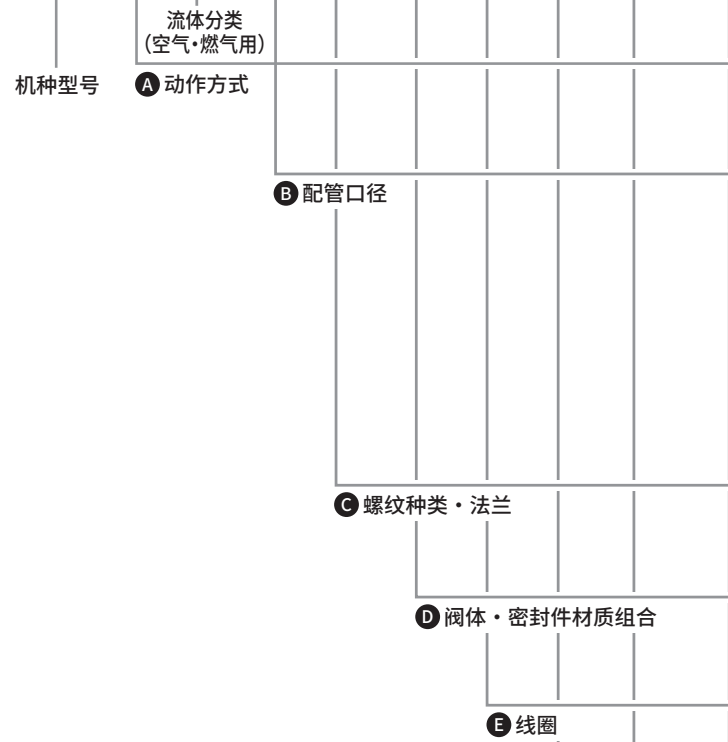 流体分类
（空气・燃气用）
机种型号
A 动作方式
B 配管口径
C 螺纹种类・法兰
D 阀体・密封件材质组合
E 线圈